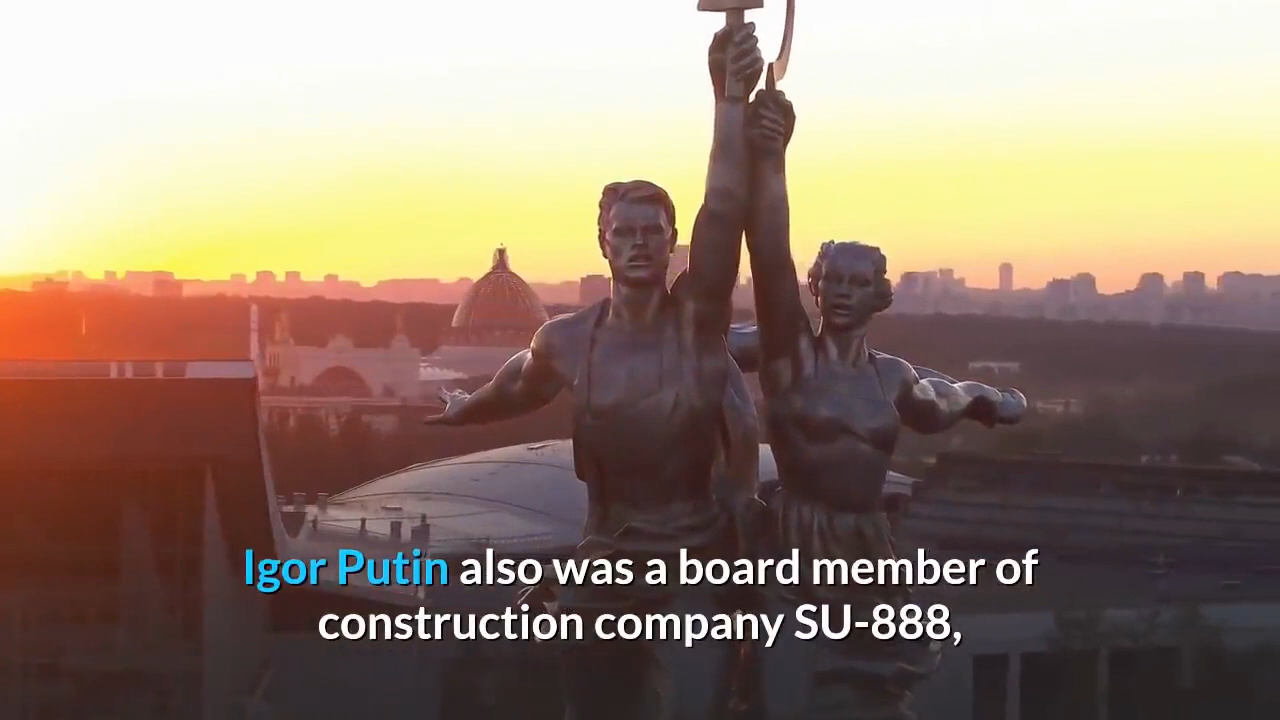 Igor Putin also was a board member of
construction company SU-888,